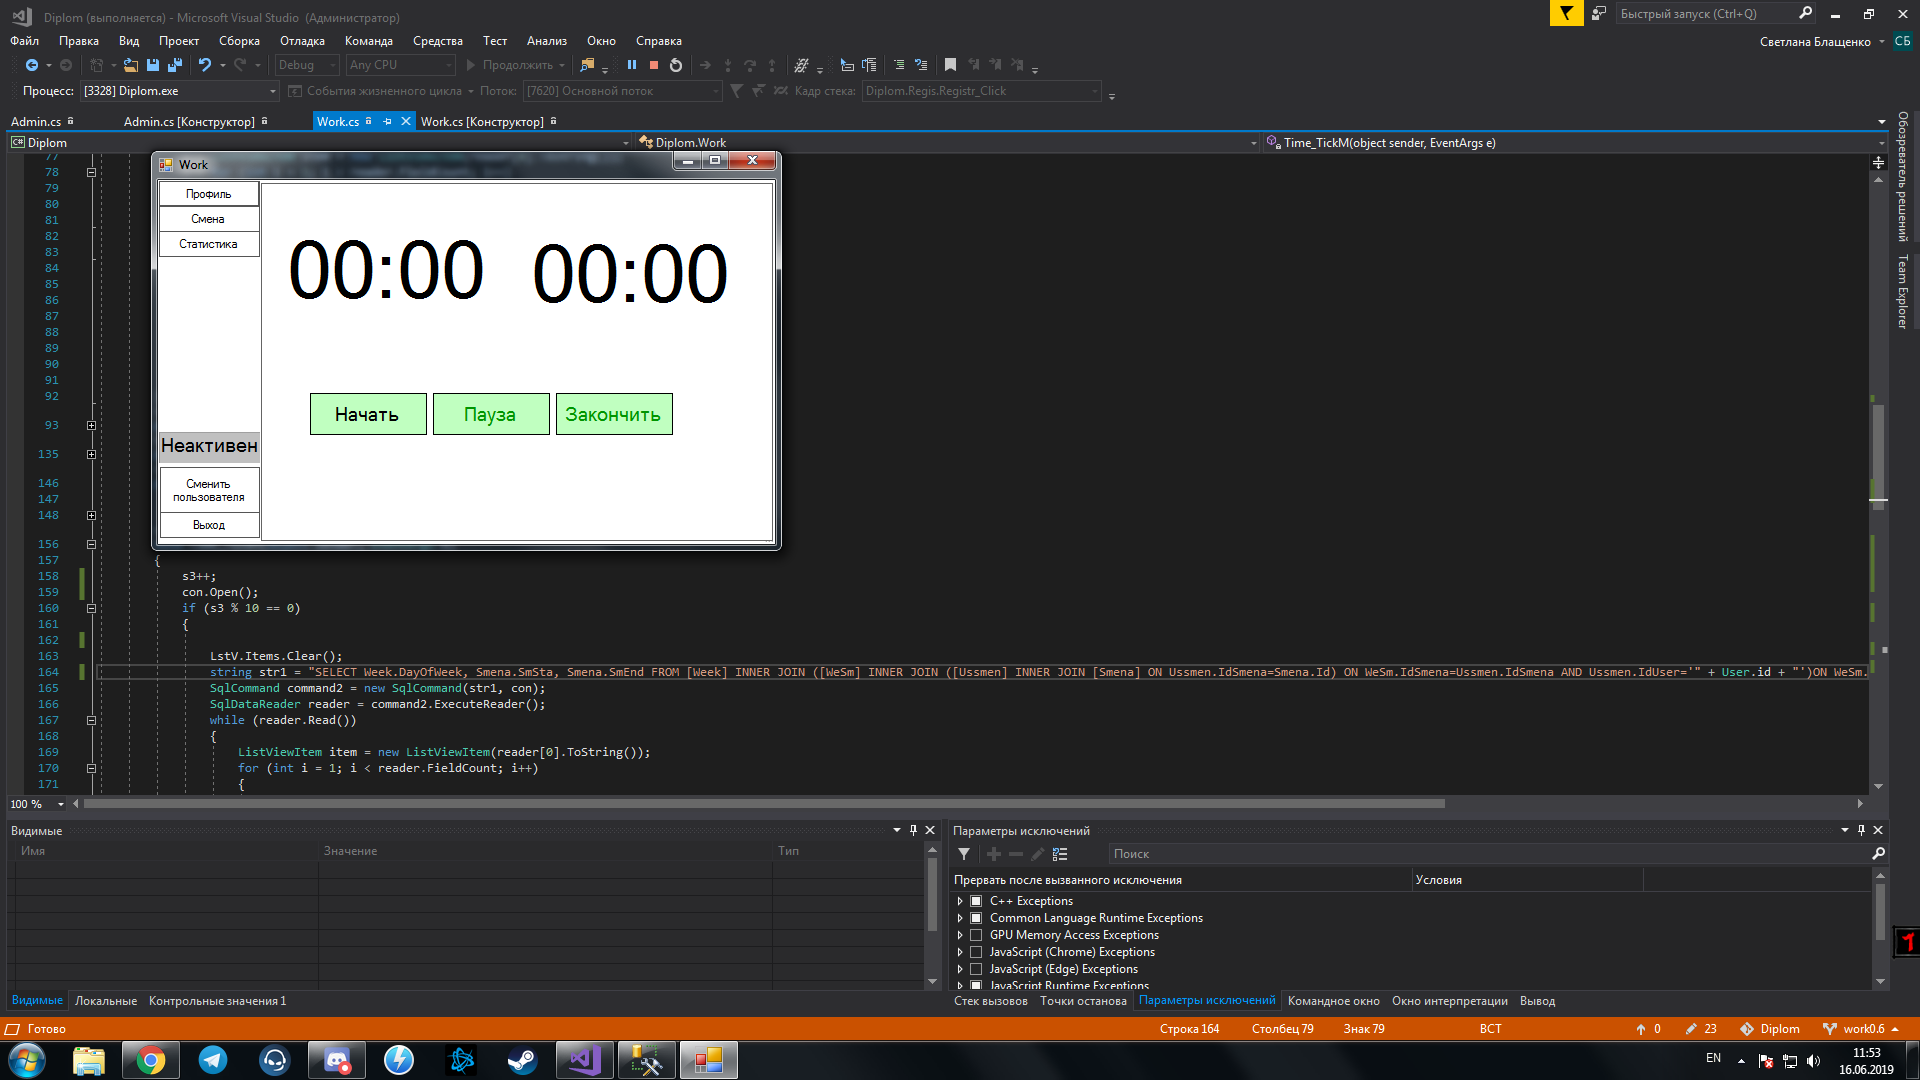 Diplom (выполняется) - Microsoft Visual Studio (Администратор)
Быстрый запуск (Ctrl+Q)
Файл Правка Вид Проект Сборка Отладка Команда Средства Тест Анализ Окно Справка
Светлана Блащенко СБ
Debug Any CPU Продолжить
Процесс: [3328] Diplom.exe События жизненного цикла Поток: [7620] Основной поток Кадр стека: Diplom.Regis.Registr_Click
Admin.cs Admin.cs [Конструктор] Work.cs Work.cs [Конструктор]
C# Diplom Diplom.Work Time_TickM(object sender, EventArgs e)
Обозреватель решений
Team Explorer
77
78
79
80
81
82
83
84
85
86
87
88
89
90
91
92
93
135
146
147
148
156
Work
Профиль
Смена
Статистика
00:00 00:00
Начать Пауза Закончить
Неактивен
Сменить
пользователя
Выход
157 {
158 s3++;
159 con.Open();
160 if (s3 % 10 == 0)
161 {
162
163 LstV.Items.Clear();
164 string str1 = "SELECT Week.DayOfWeek, Smena.SmSta, Smena.SmEnd FROM [Week] INNER JOIN ([WeSm] INNER JOIN ([Ussmen] INNER JOIN [Smena] ON Ussmen.IdSmena=Smena.Id) ON WeSm.IdSmena=Ussmen.IdSmena AND Ussmen.IdUser='" + User.id + "')ON WeSm.
165 SqlCommand command2 = new SqlCommand(str1, con);
166 SqlDataReader reader = command2.ExecuteReader();
167 while (reader.Read())
168 {
169 ListViewItem item = new ListViewItem(reader[0].ToString());
170 for (int i = 1; i < reader.FieldCount; i++)
171 {
100 %
Видимые
Имя Значение Тип
Видимые Локальные Контрольные значения 1
Параметры исключений
Поиск
Прервать после вызванного исключения Условия
C++ Exceptions
Common Language Runtime Exceptions
GPU Memory Access Exceptions
JavaScript (Chrome) Exceptions
JavaScript (Edge) Exceptions
JavaScript Runtime Exceptions
Стек вызовов Точки останова Параметры исключений Командное окно Окно интерпретации Вывод
Готово Строка 164 Столбец 79 Знак 79 ВСТ 0 23 Diplom work0.6
EN 11:53
16.06.2019